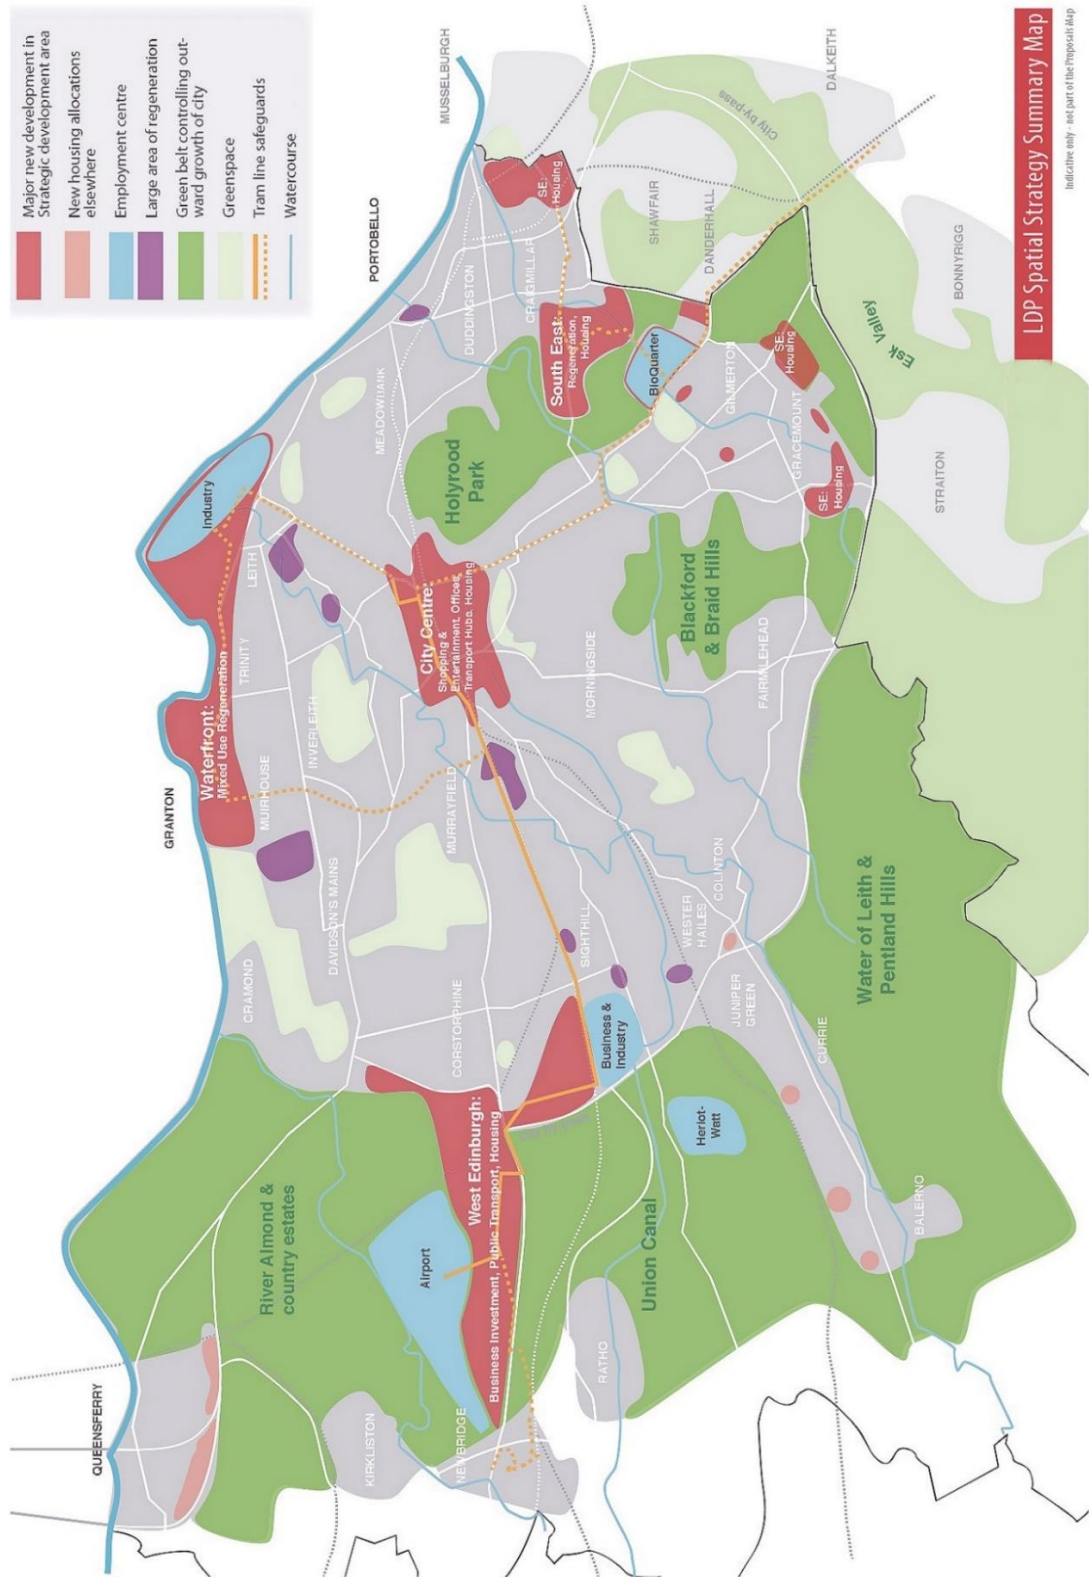 Major new development in
Strategic development area
New housing allocations
elsewhere
Employment centre
Large area of regeneration
Green belt controlling out-
ward growth of city
Greenspace
Tram line safeguards
Watercourse
QUEENSFERRY
GRANTON
PORTOBELLO
MUSSELBURGH
CRAMOND
Waterfront:
Mixed Use Regeneration
MUIRHOUSE
TRINITY
LEITH
Industry
INVERLEITH
DAVIDSON'S MAINS
River Almond &
country estates
KIRKLISTON
Airport
NEWBRIDGE
West Edinburgh:
Business Investment, Public Transport, Housing
CORSTORPHINE
MURRAYFIELD
City Centre:
Shopping &
Entertainment, Offices,
Transport Hubs, Housing
MEADOWBANK
Holyrood
Park
DUDDINGSTON
CRAIGMILLAR
SE:
Housing
South East:
Regeneration,
Housing
BioQuarter
SHAWFAIR
DANDERHALL
City by-pass
DALKEITH
RATHO
Union Canal
Business &
Industry
SIGHTHILL
WESTER
HAILES
Heriot-
Watt
MORNINGSIDE
Blackford
& Braid Hills
GILMERTON
GRACEMOUNT
SE:
Housing
SE:
Housing
FAIRMILEHEAD
COLINTON
JUNIPER
GREEN
CURRIE
BALERNO
Water of Leith &
Pentland Hills
Esk Valley
STRAITON
BONNYRIGG
LDP Spatial Strategy Summary Map
Indicative only - not part of the Proposals Map